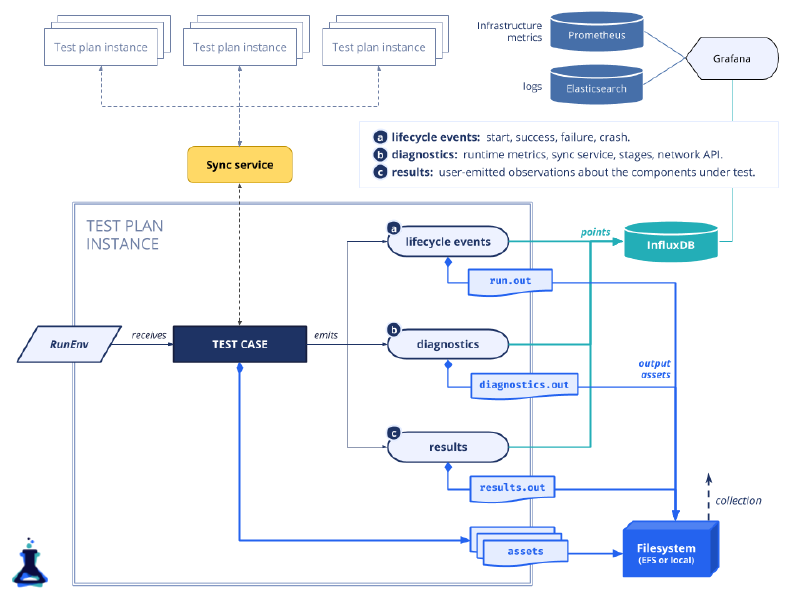 Test plan instance
Test plan instance
Test plan instance
Infrastructure
metrics
Prometheus
Grafana
logs
Elasticsearch
a lifecycle events: start, success, failure, crash.
b diagnostics: runtime metrics, sync service, stages, network API.
c results: user-emitted observations about the components under test.
Sync service
TEST PLAN
INSTANCE
a
lifecycle events
points
InfluxDB
run.out
RunEnv
receives
TEST CASE
emits
b
diagnostics
output
assets
diagnostics.out
c
results
results.out
collection
assets
Filesystem
(EFS or local)